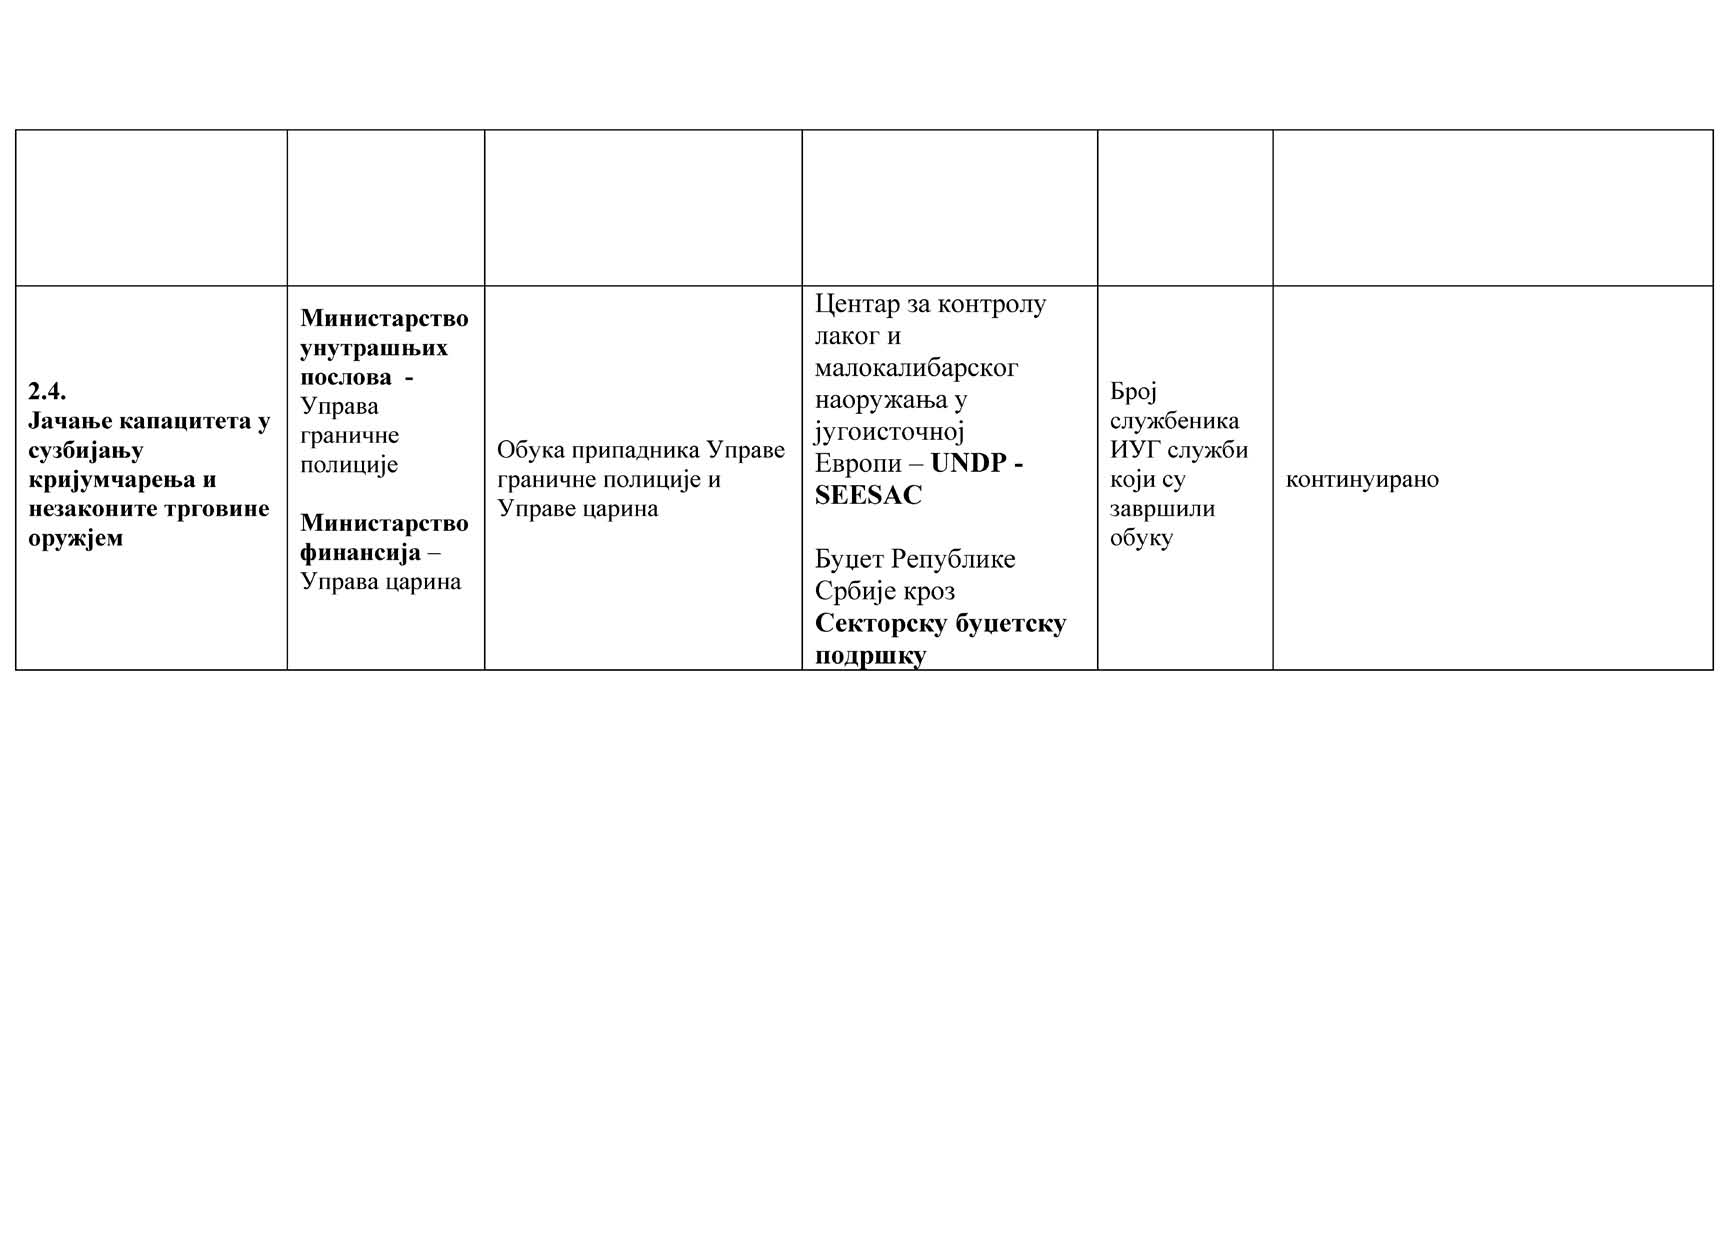 2.4.
Јачање капацитета у
сузбијању
кријумчарења и
незаконите трговине
оружјем
Министарство
унутрашњих
послова -
Управа
граничне
полиције
Министарство
финансија –
Управа царина
Обука припадника Управе
граничне полиције и
Управе царина
Центар за контролу
лаког и
малокалибарског
наоружања у
југоисточној
Европи – UNDP -
SEESAC
Буџет Републике
Србије кроз
Секторску буџетску
подршку
Број
службеника
ИУГ служби
који су
завршили
обуку
континуирано